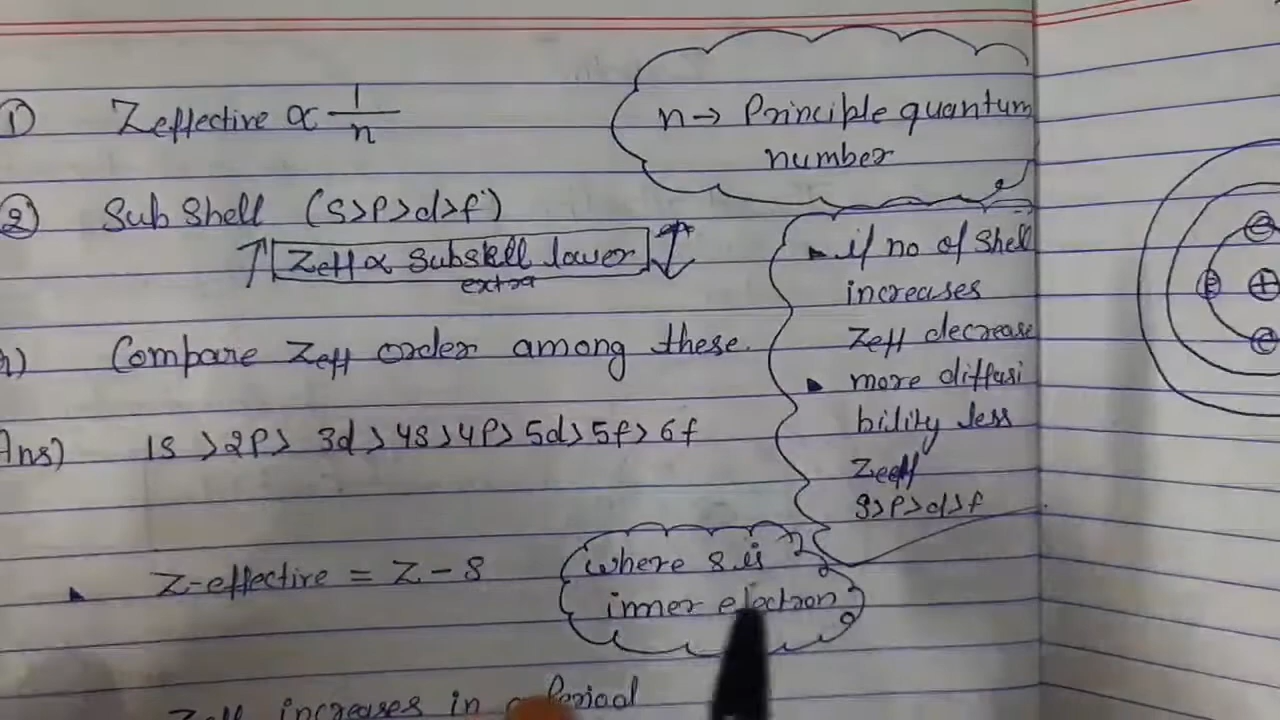 1) Zeffective ∝ 1/n
n → Principle quantum
number
2) Sub Shell (s>p>d>f)
↑ Zeff ∝ Subshell lower ↓
extra
if no of shell
increases
Zeff decrease
more diffusi
bility less
Zeeff
s>p>d>f
Compare Zeff order among these.
Ans) 1s >2p> 3d >4s>4p> 5d>5f>6f
Z-effective = Z - s
where s is
inner electron
Zeff increases in a Period